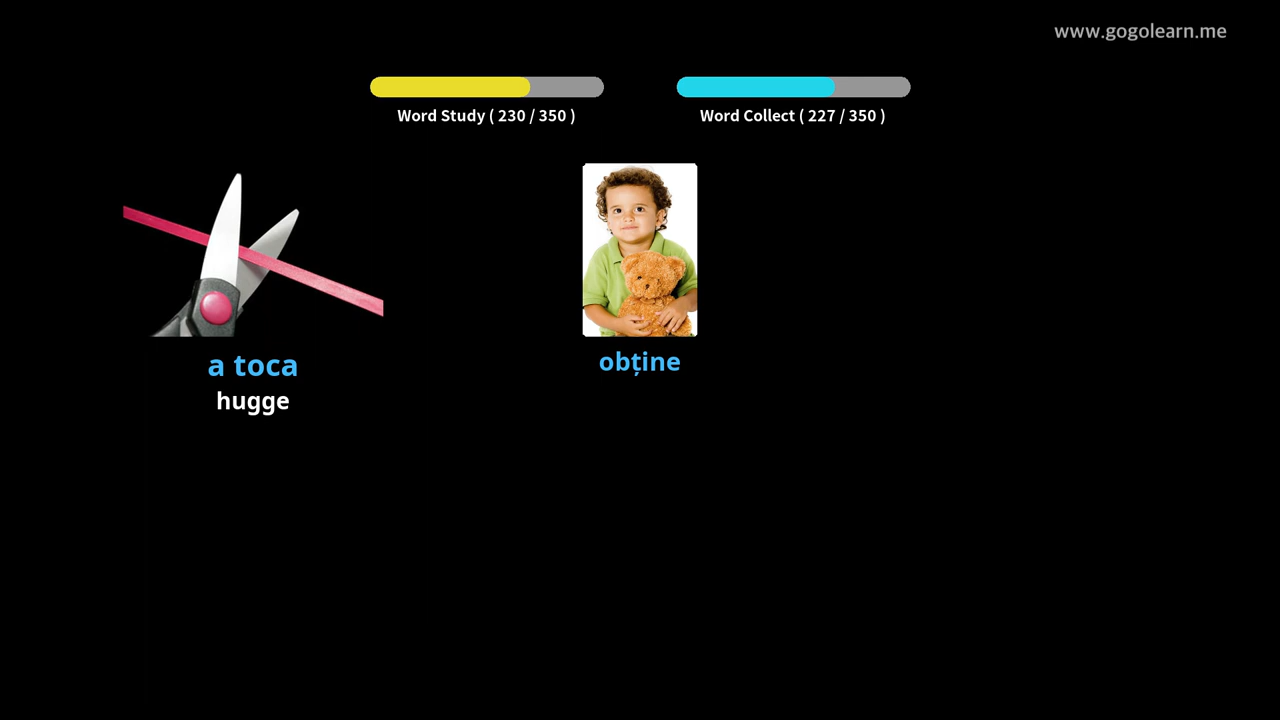 www.gogolearn.me
Word Study ( 230 / 350 )
Word Collect ( 227 / 350 )
a toca
hugge
obține